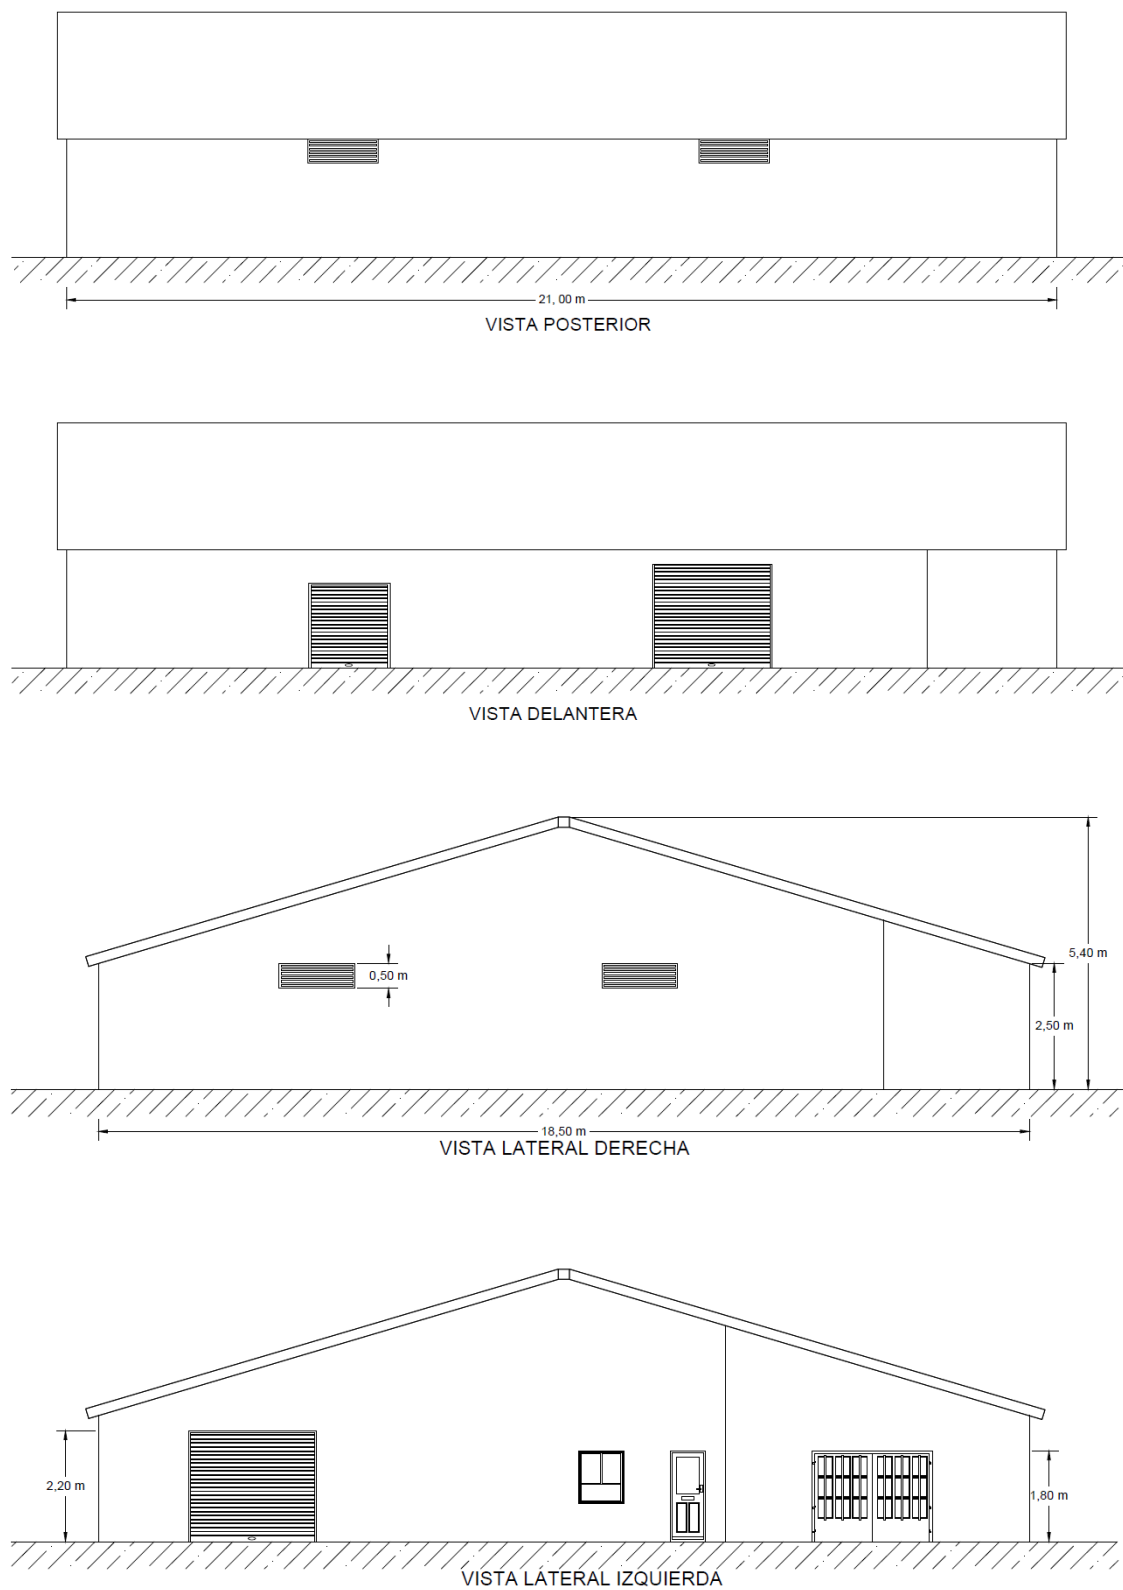 21, 00 m
VISTA POSTERIOR
VISTA DELANTERA
5,40 m
0,50 m
2,50 m
18,50 m
VISTA LATERAL DERECHA
2,20 m
1,80 m
VISTA LATERAL IZQUIERDA